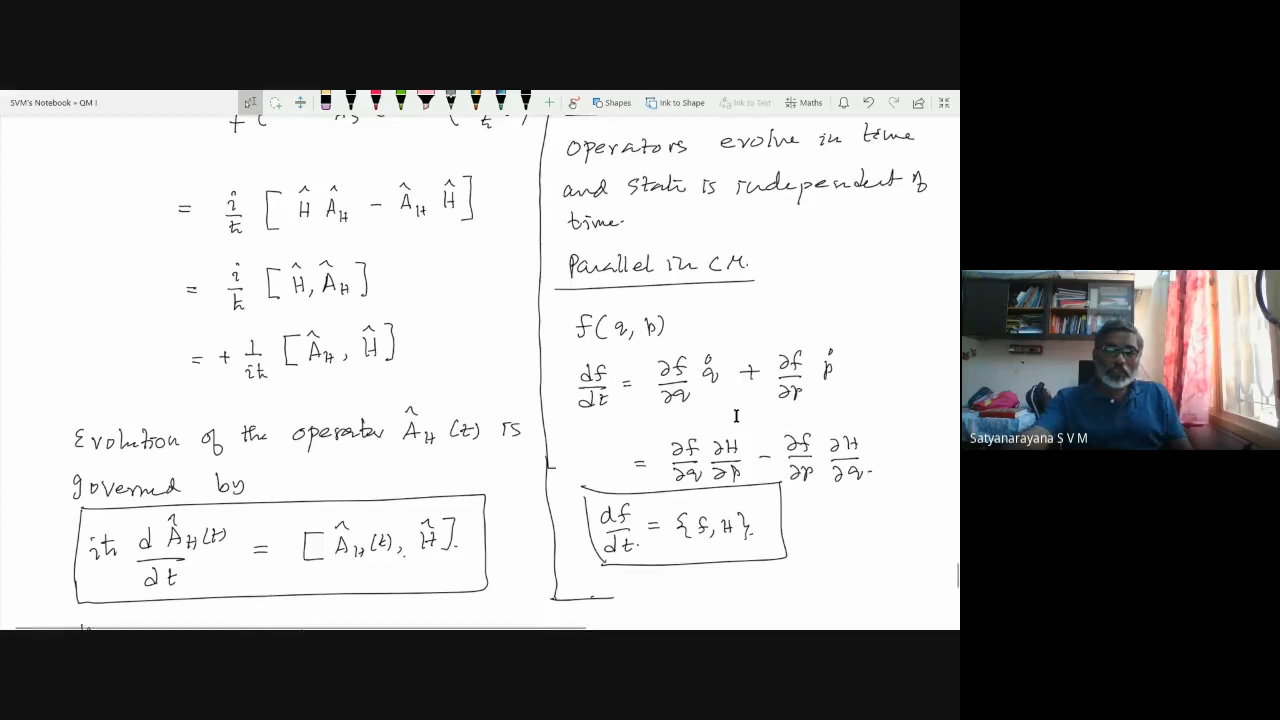 SVM's Notebook » QM I
Shapes
Ink to Shape
Ink to Text
Maths
= i/ħ [ Ĥ Â_H − Â_H Ĥ ]
= i/ħ [ Ĥ, Â_H ]
= + 1/iħ [ Â_H, Ĥ ]
Evolution of the operator Â_H (t) is
governed by
iħ d Â_H(t)/dt = [ Â_H(t), Ĥ ].
operators evolve in time
and state is independent of
time.
Parallel in CM.
f(q, p)
df/dt = ∂f/∂q q̇ + ∂f/∂p ṗ
= ∂f/∂q ∂H/∂p − ∂f/∂p ∂H/∂q.
df/dt. = {f, H}.
Satyanarayana S V M